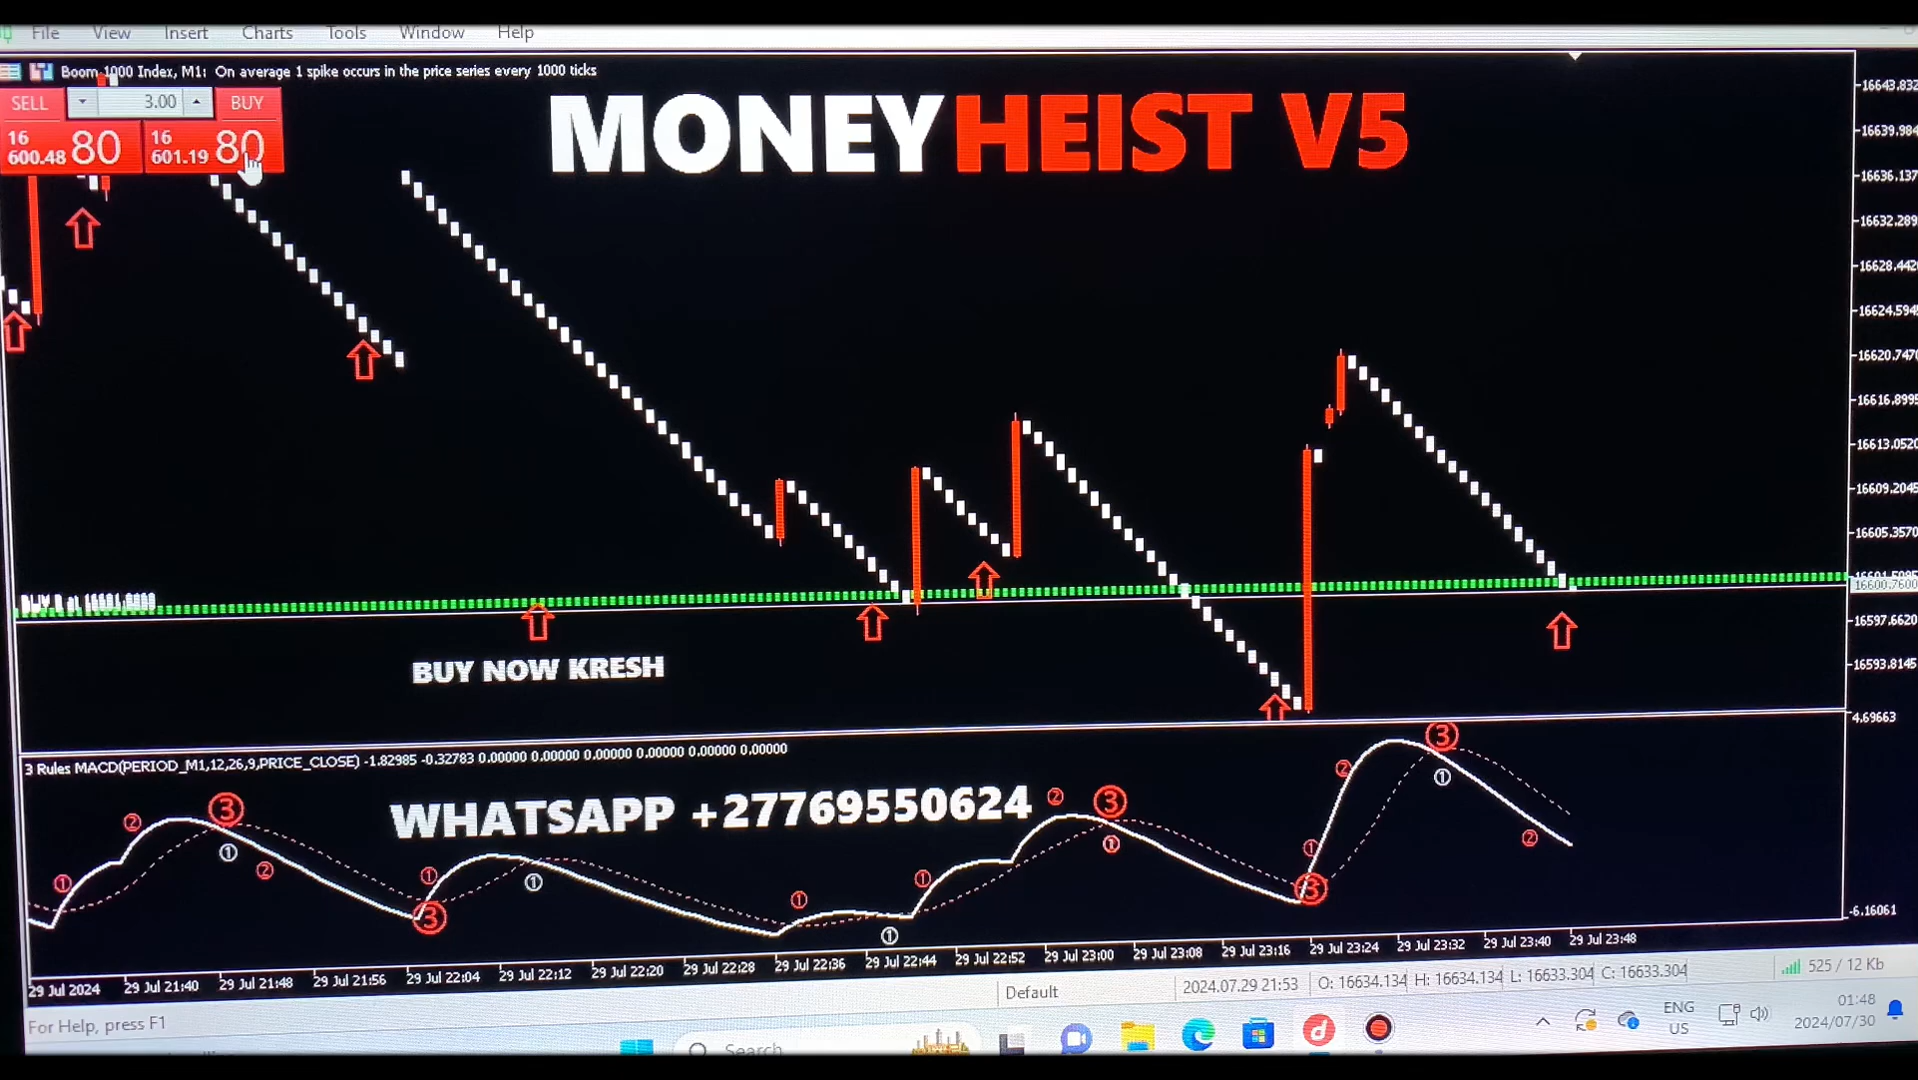 File View Insert Charts Tools Window Help
Boom 1000 Index, M1: On average 1 spike occurs in the price series every 1000 ticks
SELL 3.00 BUY
16 600.48 80 16 601.19 80
MONEYHEIST V5
16643.832
16639.984
16636.137
16632.289
16628.442
16624.5945
16620.7470
16616.8995
16613.0520
16609.2045
16605.3570
16600.7600
16597.6620
16593.8145
BUY NOW KRESH
4.69663
3 Rules MACD(PERIOD_M1,12,26,9,PRICE_CLOSE) -1.82985 -0.32783 0.00000 0.00000 0.00000 0.00000 0.00000 0.00000
WHATSAPP +27769550624
-6.16061
29 Jul 2024 29 Jul 21:40 29 Jul 21:48 29 Jul 21:56 29 Jul 22:04 29 Jul 22:12 29 Jul 22:20 29 Jul 22:28 29 Jul 22:36 29 Jul 22:44 29 Jul 22:52 29 Jul 23:00 29 Jul 23:08 29 Jul 23:16 29 Jul 23:24 29 Jul 23:32 29 Jul 23:40 29 Jul 23:48
Default 2024.07.29 21:53 O: 16634.134 H: 16634.134 L: 16633.304 C: 16633.304 525 / 12 Kb
For Help, press F1
Search
ENG
US
01:48
2024/07/30